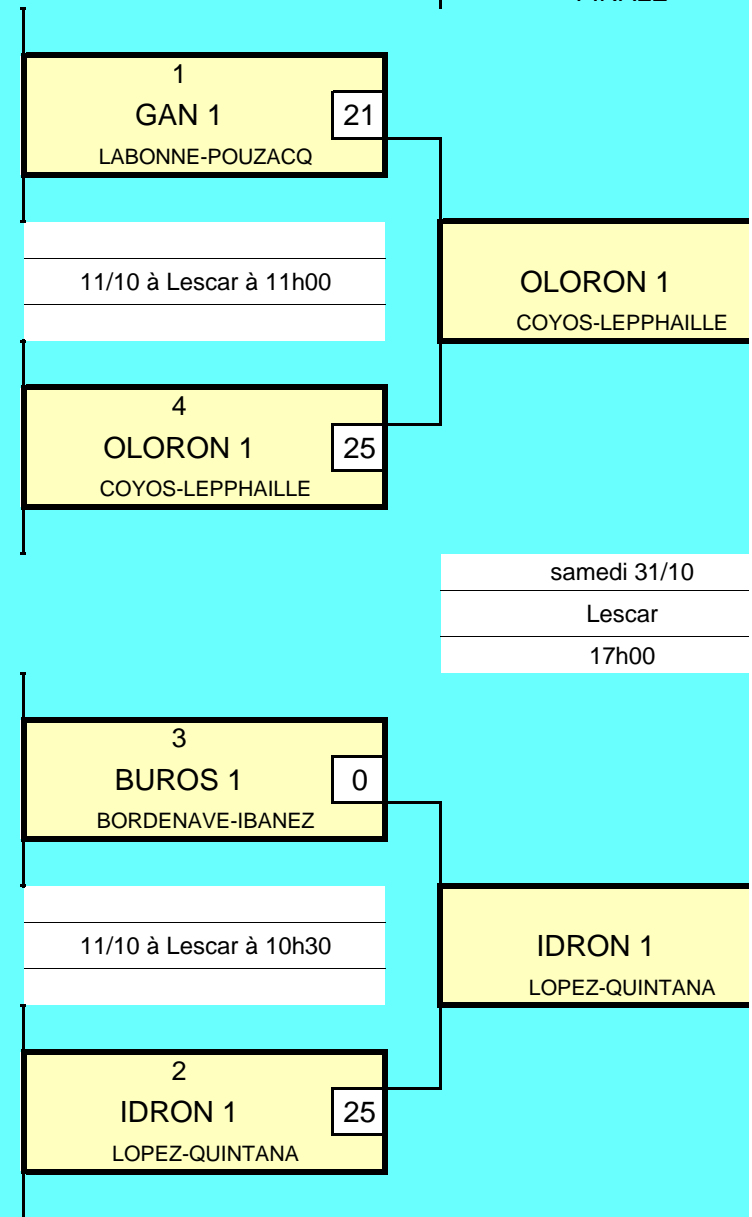 1
GAN 1
21
LABONNE-POUZACQ
11/10 à Lescar à 11h00
OLORON 1
COYOS-LEPPHAILLE
4
OLORON 1
25
COYOS-LEPPHAILLE
samedi 31/10
Lescar
17h00
3
BUROS 1
0
BORDENAVE-IBANEZ
11/10 à Lescar à 10h30
IDRON 1
LOPEZ-QUINTANA
2
IDRON 1
25
LOPEZ-QUINTANA